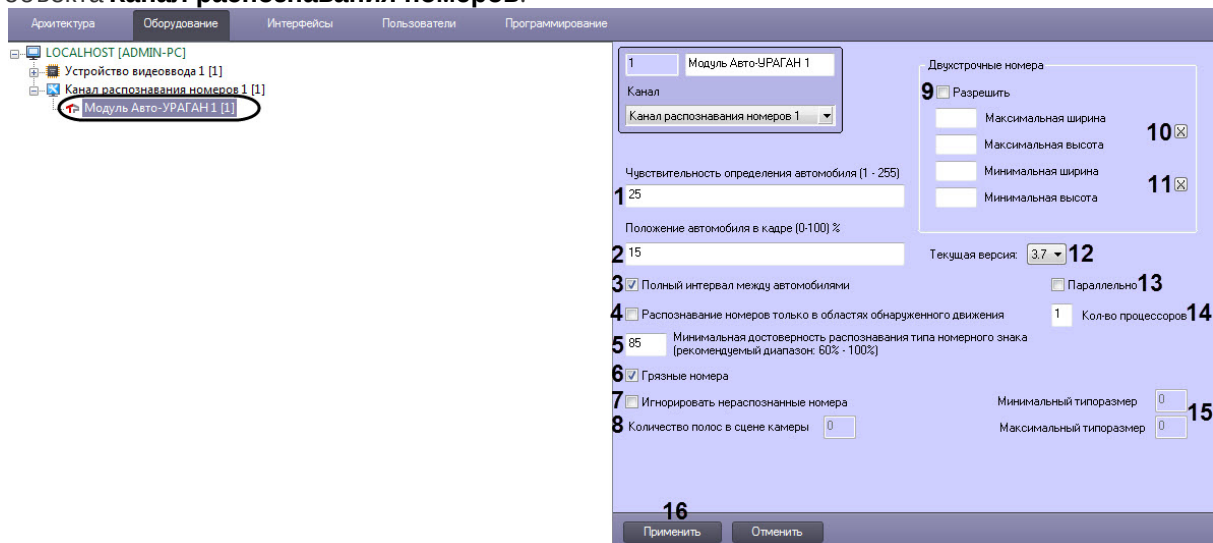 объекта Канал распознавания номеров.
Архитектура Оборудование Интерфейсы Пользователи Программирование
LOCALHOST [ADMIN-PC]
Устройство видеоввода 1 [1]
Канал распознавания номеров 1 [1]
Модуль Авто-УРАГАН 1 [1]
1 Модуль Авто-УРАГАН 1
Канал
Канал распознавания номеров 1
Двухстрочные номера
9 Разрешить
Максимальная ширина
10
Максимальная высота
Минимальная ширина
11
Минимальная высота
Чувствительность определения автомобиля (1 - 255)
1 25
Положение автомобиля в кадре (0-100) %
2 15
Текущая версия: 3.7 12
3 Полный интервал между автомобилями
Параллельно 13
4 Распознавание номеров только в областях обнаруженного движения
1 Кол-во процессоров 14
5 85 Минимальная достоверность распознавания типа номерного знака
(рекомендуемый диапазон: 60% - 100%)
6 Грязные номера
7 Игнорировать нераспознанные номера
Минимальный типоразмер 0
15
8 Количество полос в сцене камеры 0
Максимальный типоразмер 0
16
Применить Отменить